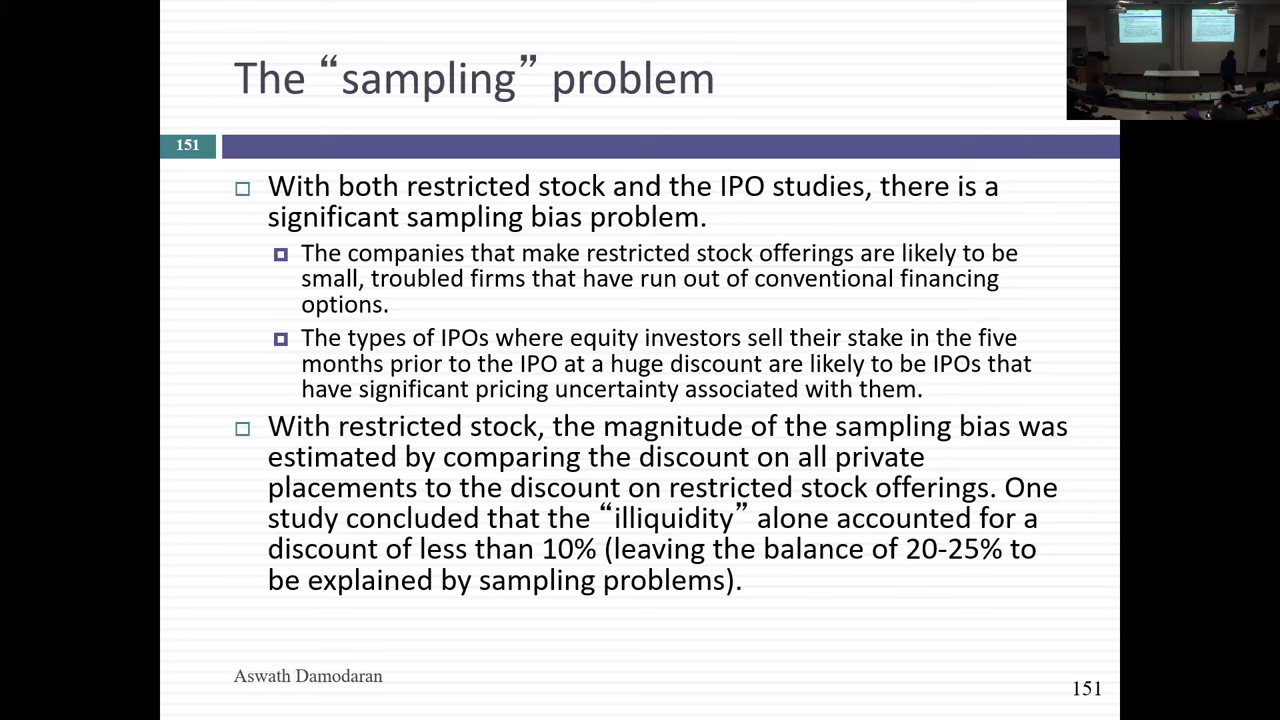 The “sampling” problem
151
With both restricted stock and the IPO studies, there is a
significant sampling bias problem.
The companies that make restricted stock offerings are likely to be
small, troubled firms that have run out of conventional financing
options.
The types of IPOs where equity investors sell their stake in the five
months prior to the IPO at a huge discount are likely to be IPOs that
have significant pricing uncertainty associated with them.
With restricted stock, the magnitude of the sampling bias was
estimated by comparing the discount on all private
placements to the discount on restricted stock offerings. One
study concluded that the “illiquidity” alone accounted for a
discount of less than 10% (leaving the balance of 20-25% to
be explained by sampling problems).
Aswath Damodaran
151